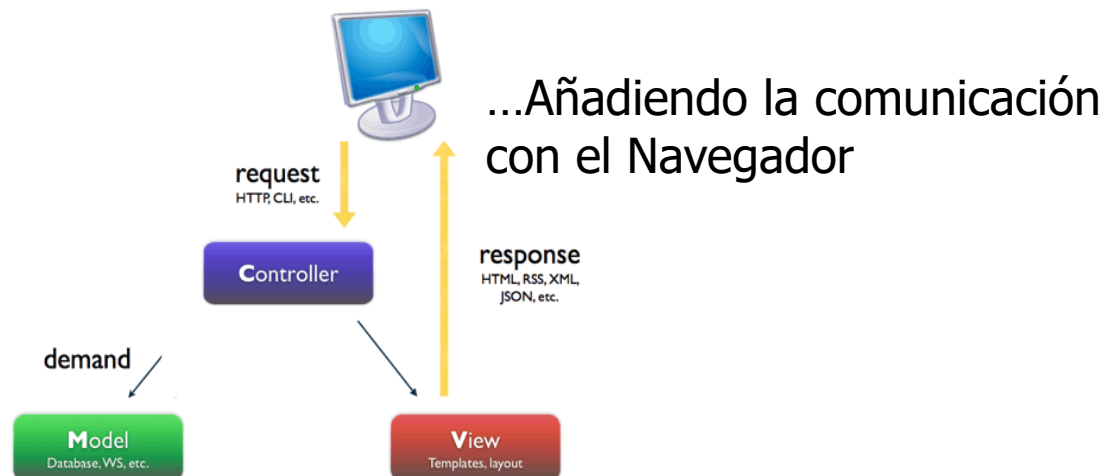 …Añadiendo la comunicación
con el Navegador
request
HTTP, CLI, etc.
Controller
response
HTML, RSS, XML,
JSON, etc.
demand
Model
Database, WS, etc.
View
Templates, layout